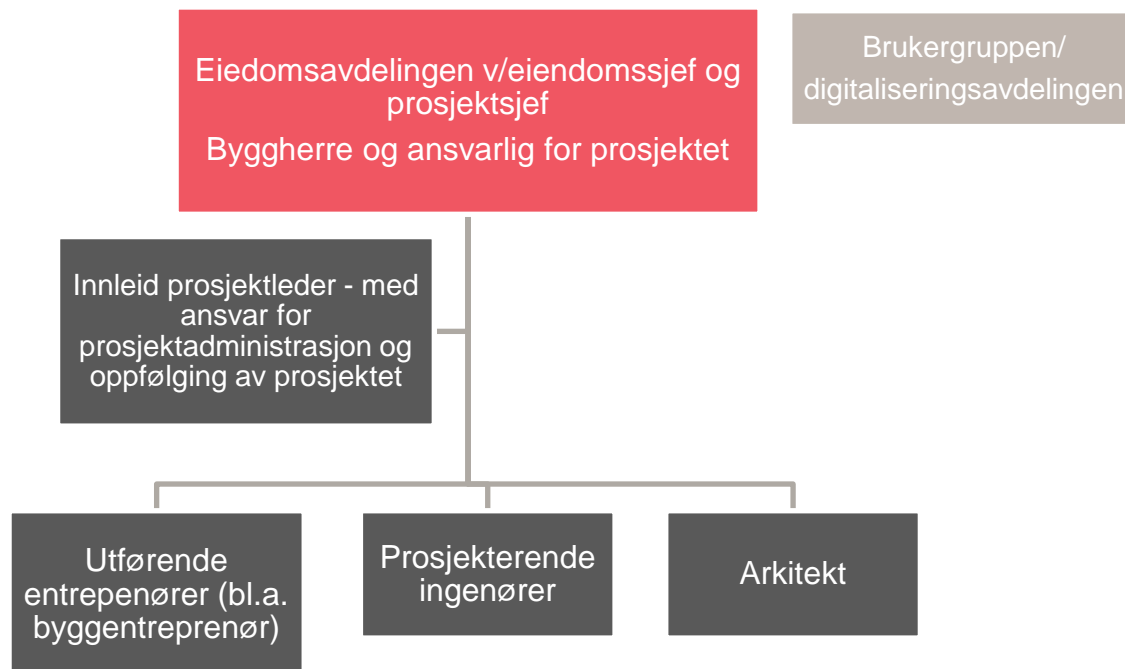 Eiedomsavdelingen v/eiendomssjef og
prosjektsjef
Byggherre og ansvarlig for prosjektet
Brukergruppen/
digitaliseringsavdelingen
Innleid prosjektleder - med
ansvar for
prosjektadministrasjon og
oppfølging av prosjektet
Utførende
entrepenører (bl.a.
byggentreprenør)
Prosjekterende
ingenører
Arkitekt